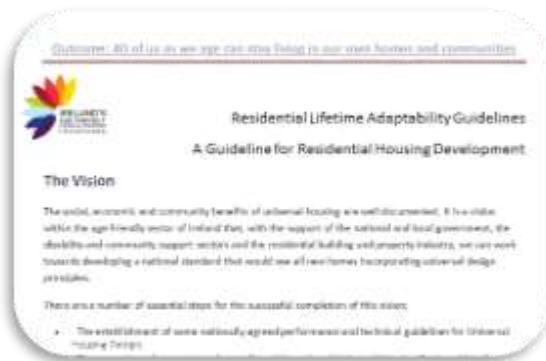 Outcome: All of us as we age can stay living in our own homes and communities
IRELAND'S
Residential Lifetime Adaptability Guidelines
A Guideline for Residential Housing Development
The Vision
The social, economic and community benefits of universal housing are well documented. It is a vision
within the age friendly sector of Ireland that, with the support of the national and local government, the
disability and community support sectors and the residential building and property industry, we can work
towards developing a national standard that would see all new homes incorporating universal design
principles.
There are a number of essential steps for the successful completion of this vision;
• The establishment of some nationally agreed performance and technical guidelines for Universal
Housing Design